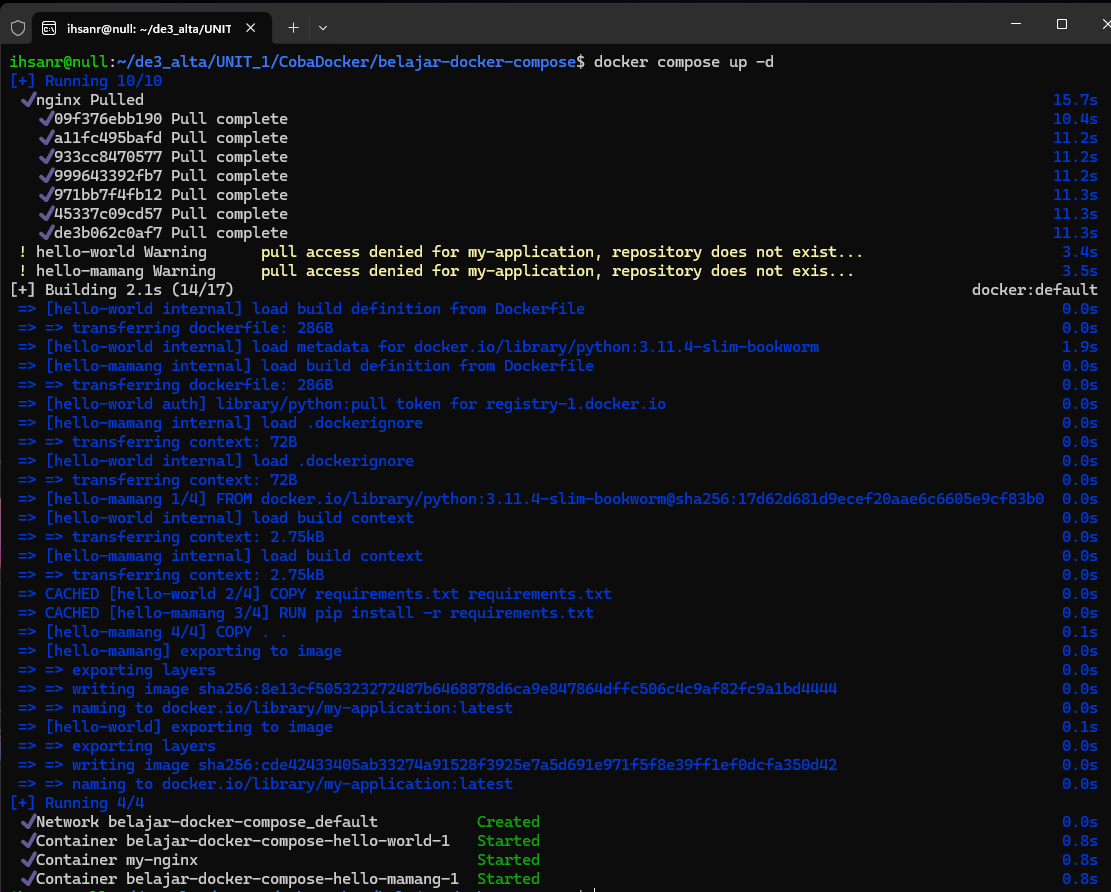 ihsanr@null: ~/de3_alta/UNIT
ihsanr@null:~/de3_alta/UNIT_1/CobaDocker/belajar-docker-compose$ docker compose up -d
[+] Running 10/10
✔nginx Pulled 15.7s
✔09f376ebb190 Pull complete 10.4s
✔a11fc495bafd Pull complete 11.2s
✔933cc8470577 Pull complete 11.2s
✔999643392fb7 Pull complete 11.2s
✔971bb7f4fb12 Pull complete 11.3s
✔45337c09cd57 Pull complete 11.3s
✔de3b062c0af7 Pull complete 11.3s
! hello-world Warning pull access denied for my-application, repository does not exist... 3.4s
! hello-mamang Warning pull access denied for my-application, repository does not exis... 3.5s
[+] Building 2.1s (14/17) docker:default
=> [hello-world internal] load build definition from Dockerfile 0.0s
=> => transferring dockerfile: 286B 0.0s
=> [hello-world internal] load metadata for docker.io/library/python:3.11.4-slim-bookworm 1.9s
=> [hello-mamang internal] load build definition from Dockerfile 0.0s
=> => transferring dockerfile: 286B 0.0s
=> [hello-world auth] library/python:pull token for registry-1.docker.io 0.0s
=> [hello-mamang internal] load .dockerignore 0.0s
=> => transferring context: 72B 0.0s
=> [hello-world internal] load .dockerignore 0.0s
=> => transferring context: 72B 0.0s
=> [hello-mamang 1/4] FROM docker.io/library/python:3.11.4-slim-bookworm@sha256:17d62d681d9ecef20aae6c6605e9cf83b0 0.0s
=> [hello-world internal] load build context 0.0s
=> => transferring context: 2.75kB 0.0s
=> [hello-mamang internal] load build context 0.0s
=> => transferring context: 2.75kB 0.0s
=> CACHED [hello-world 2/4] COPY requirements.txt requirements.txt 0.0s
=> CACHED [hello-mamang 3/4] RUN pip install -r requirements.txt 0.0s
=> [hello-mamang 4/4] COPY . . 0.1s
=> [hello-mamang] exporting to image 0.0s
=> => exporting layers 0.0s
=> => writing image sha256:8e13cf505323272487b6468878d6ca9e847864dffc506c4c9af82fc9a1bd4444 0.0s
=> => naming to docker.io/library/my-application:latest 0.0s
=> [hello-world] exporting to image 0.1s
=> => exporting layers 0.0s
=> => writing image sha256:cde42433405ab33274a91528f3925e7a5d691e971f5f8e39ff1ef0dcfa350d42 0.0s
=> => naming to docker.io/library/my-application:latest 0.0s
[+] Running 4/4
✔Network belajar-docker-compose_default Created 0.0s
✔Container belajar-docker-compose-hello-world-1 Started 0.8s
✔Container my-nginx Started 0.8s
✔Container belajar-docker-compose-hello-mamang-1 Started 0.8s